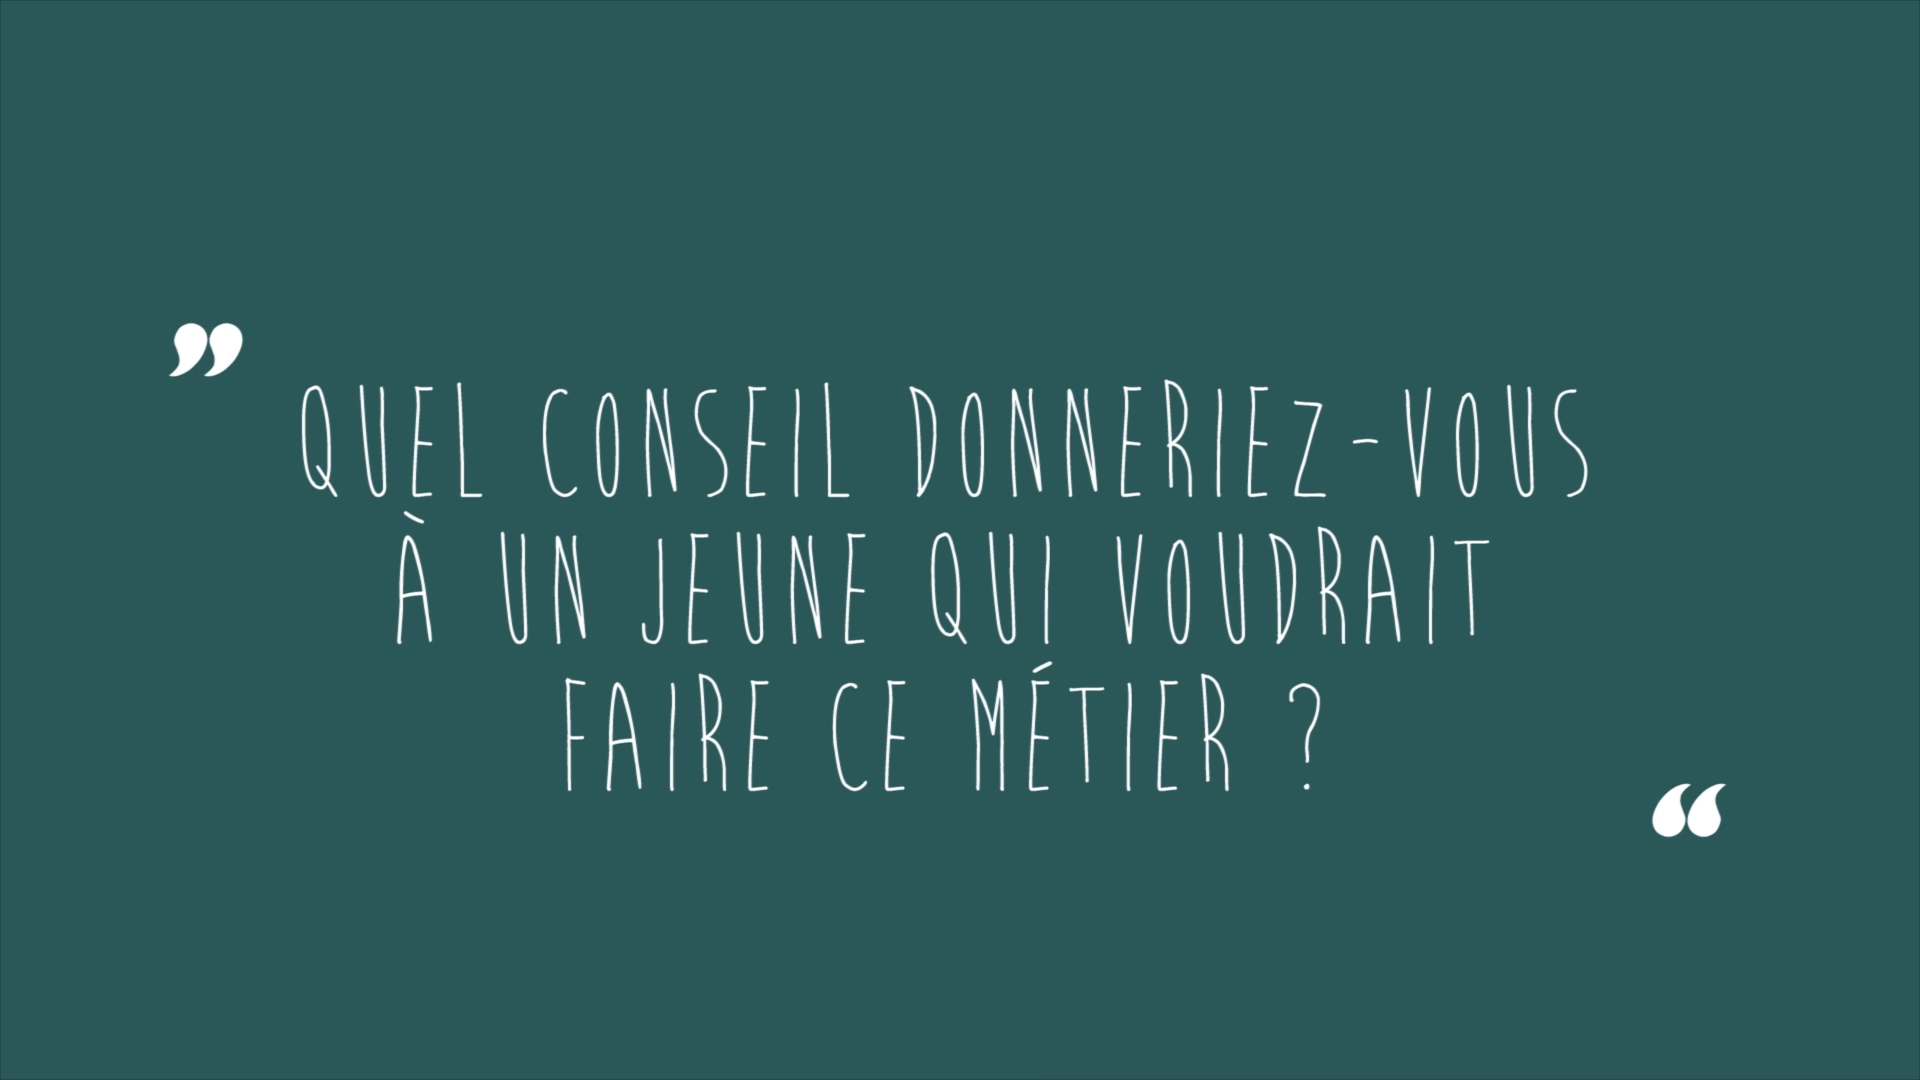 ”
QUEL CONSEIL DONNERIEZ-VOUS
À UN JEUNE QUI VOUDRAIT
FAIRE CE MÉTIER ?
“